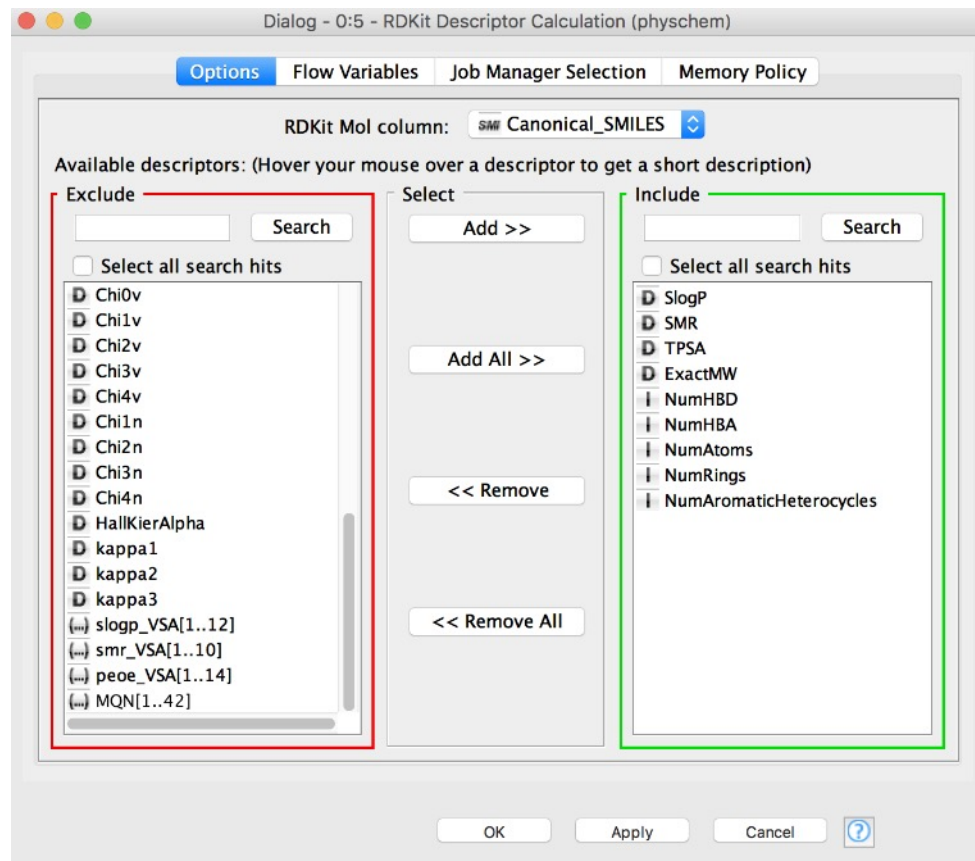 Dialog - 0:5 - RDKit Descriptor Calculation (physchem)
Options Flow Variables Job Manager Selection Memory Policy
RDKit Mol column: SMI Canonical_SMILES
Available descriptors: (Hover your mouse over a descriptor to get a short description)
Exclude
Search
Select all search hits
D Chi0v
D Chi1v
D Chi2v
D Chi3v
D Chi4v
D Chi1n
D Chi2n
D Chi3n
D Chi4n
D HallKierAlpha
D kappa1
D kappa2
D kappa3
(...) slogp_VSA[1..12]
(...) smr_VSA[1..10]
(...) peoe_VSA[1..14]
(...) MQN[1..42]
Select
Add >>
Add All >>
<< Remove
<< Remove All
Include
Search
Select all search hits
D SlogP
D SMR
D TPSA
D ExactMW
I NumHBD
I NumHBA
I NumAtoms
I NumRings
I NumAromaticHeterocycles
OK Apply Cancel ?